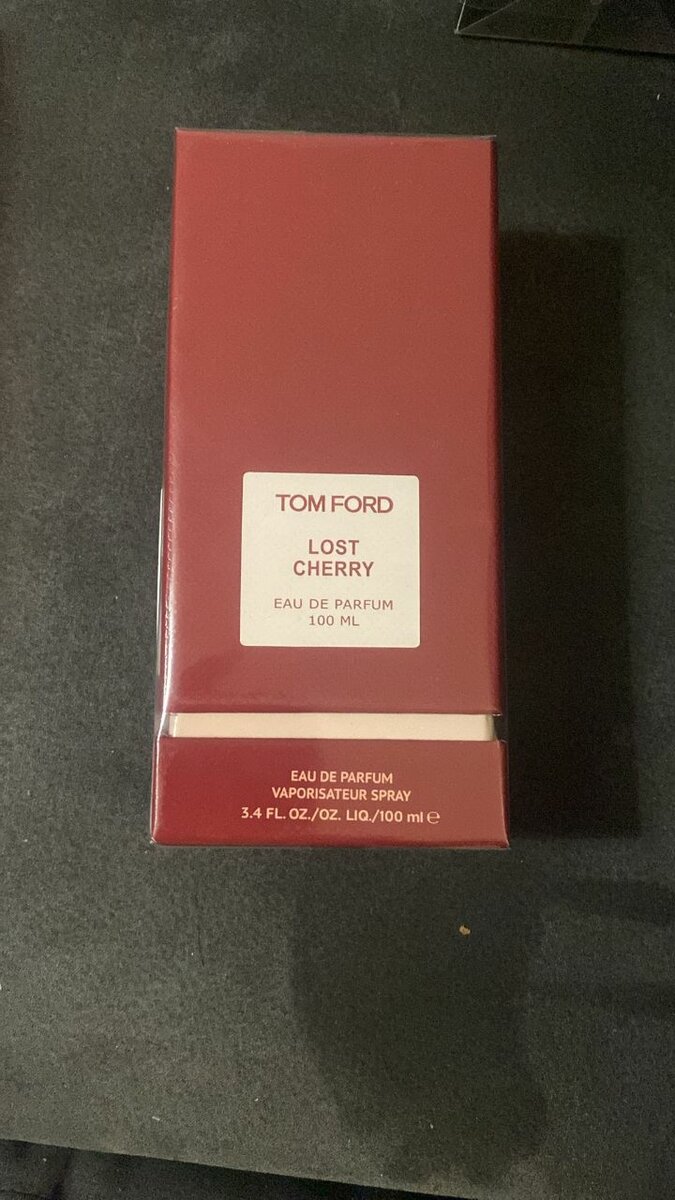 TOM FORD
LOST
CHERRY
EAU DE PARFUM
100 ML
EAU DE PARFUM
VAPORISATEUR SPRAY
3.4 FL. OZ./OZ. LIQ./100 ml ℮